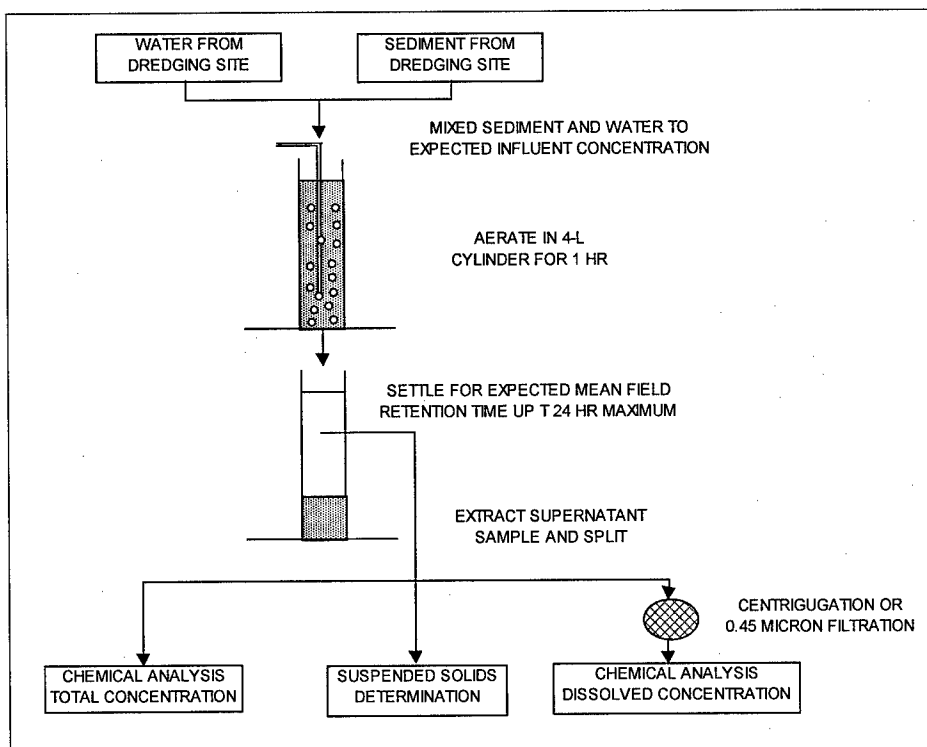 WATER FROM
DREDGING SITE
SEDIMENT FROM
DREDGING SITE
MIXED SEDIMENT AND WATER TO
EXPECTED INFLUENT CONCENTRATION
AERATE IN 4-L
CYLINDER FOR 1 HR
SETTLE FOR EXPECTED MEAN FIELD
RETENTION TIME UP T 24 HR MAXIMUM
EXTRACT SUPERNATANT
SAMPLE AND SPLIT
CENTRIGUGATION OR
0.45 MICRON FILTRATION
CHEMICAL ANALYSIS
TOTAL CONCENTRATION
SUSPENDED SOLIDS
DETERMINATION
CHEMICAL ANALYSIS
DISSOLVED CONCENTRATION